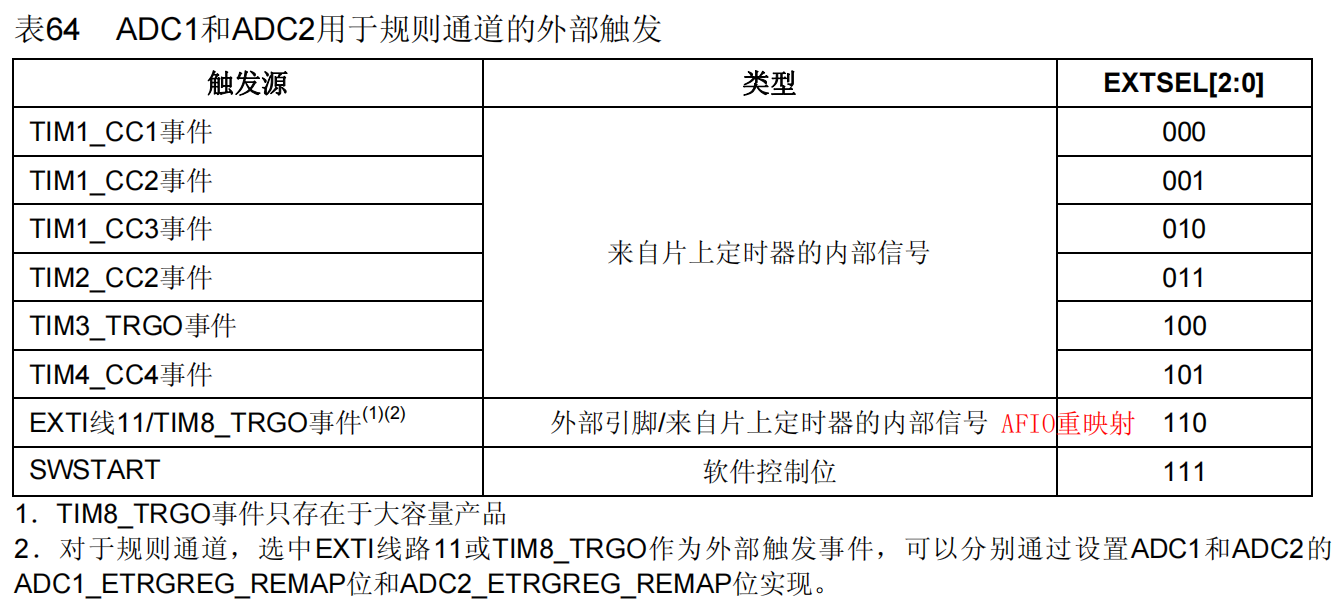 表64 ADC1和ADC2用于规则通道的外部触发
触发源 类型 EXTSEL[2:0]
TIM1_CC1事件 000
TIM1_CC2事件 001
TIM1_CC3事件 010
来自片上定时器的内部信号
TIM2_CC2事件 011
TIM3_TRGO事件 100
TIM4_CC4事件 101
EXTI线11/TIM8_TRGO事件(1)(2) 外部引脚/来自片上定时器的内部信号 AFIO重映射 110
SWSTART 软件控制位 111
1．TIM8_TRGO事件只存在于大容量产品
2．对于规则通道，选中EXTI线路11或TIM8_TRGO作为外部触发事件，可以分别通过设置ADC1和ADC2的
ADC1_ETRGREG_REMAP位和ADC2_ETRGREG_REMAP位实现。